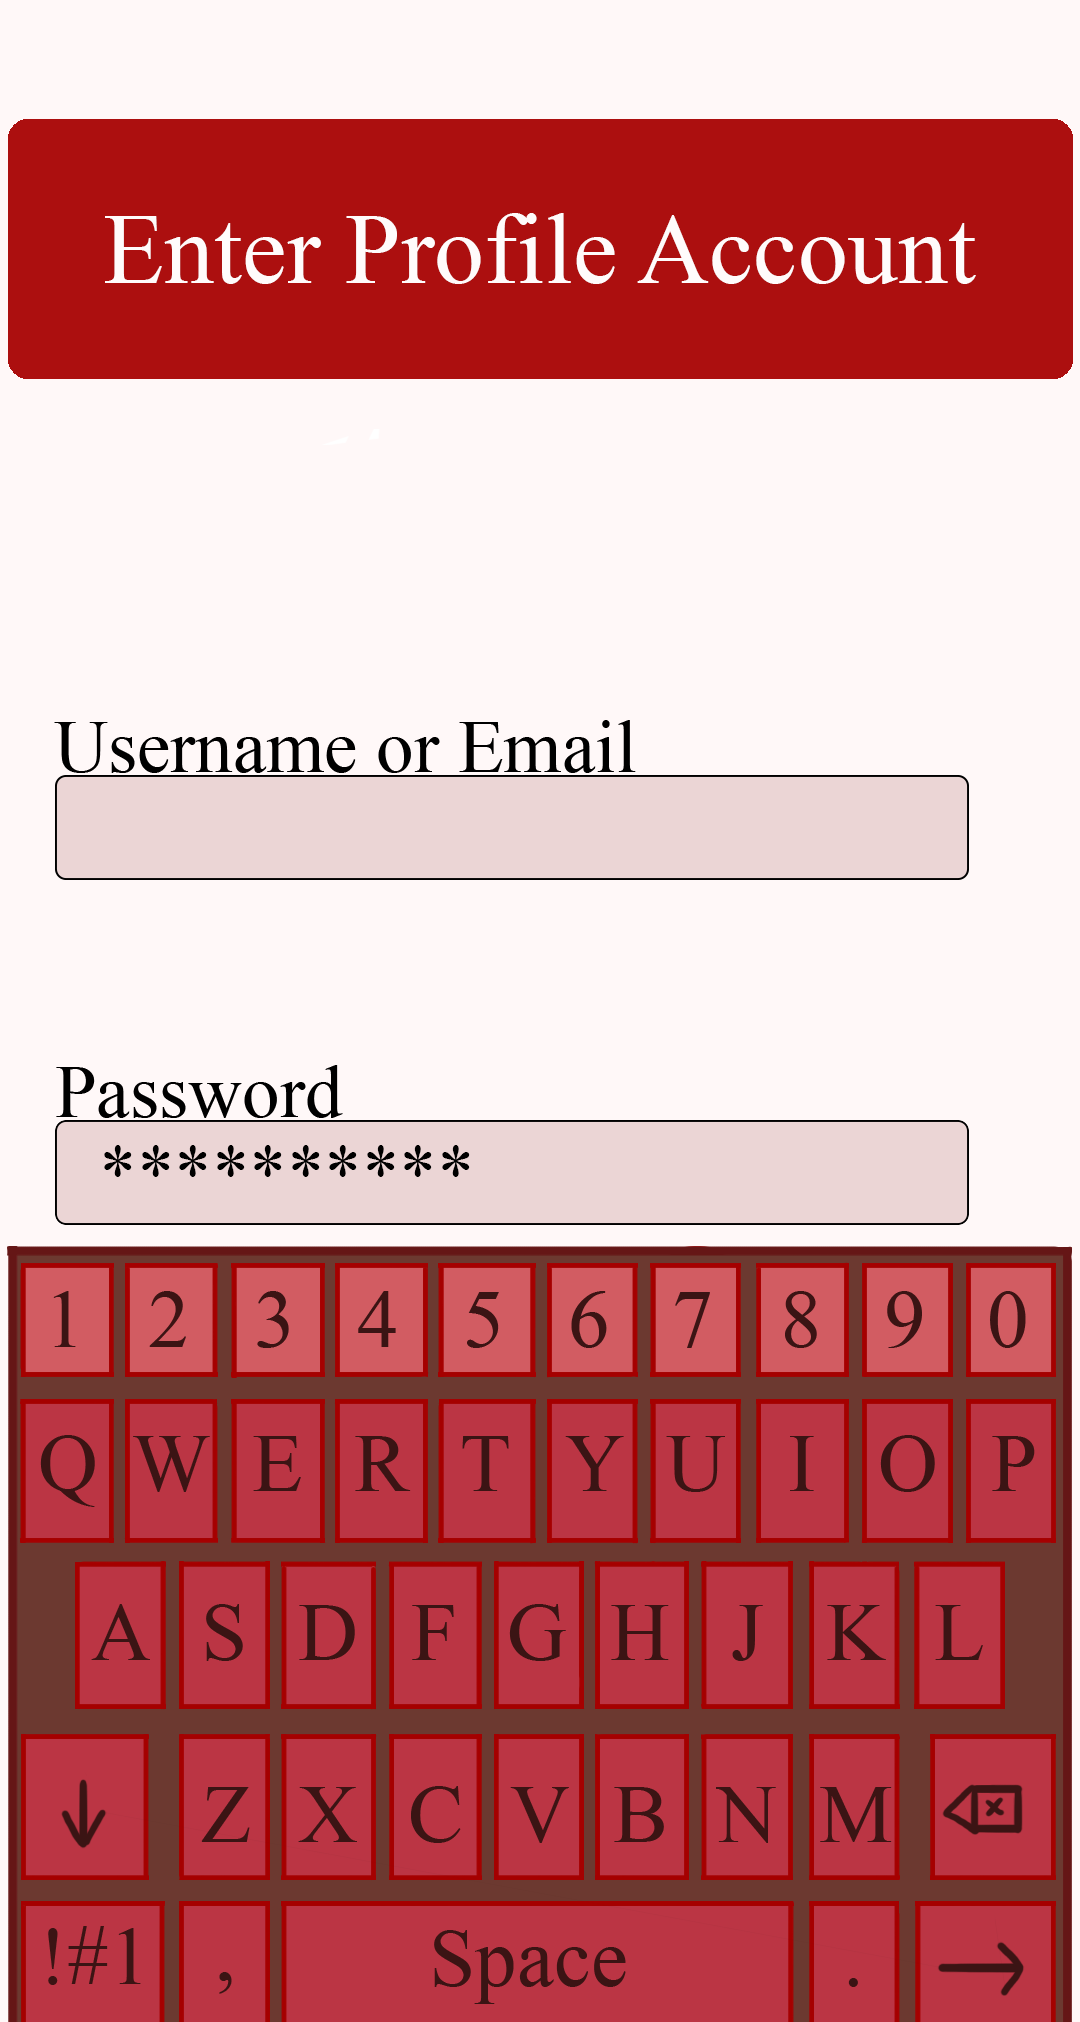 Enter Profile Account
Username or Email
Password
**********
1 2 3 4 5 6 7 8 9 0
Q W E R T Y U I O P
A S D F G H J K L
Z X C V B N M
!#1 , Space .